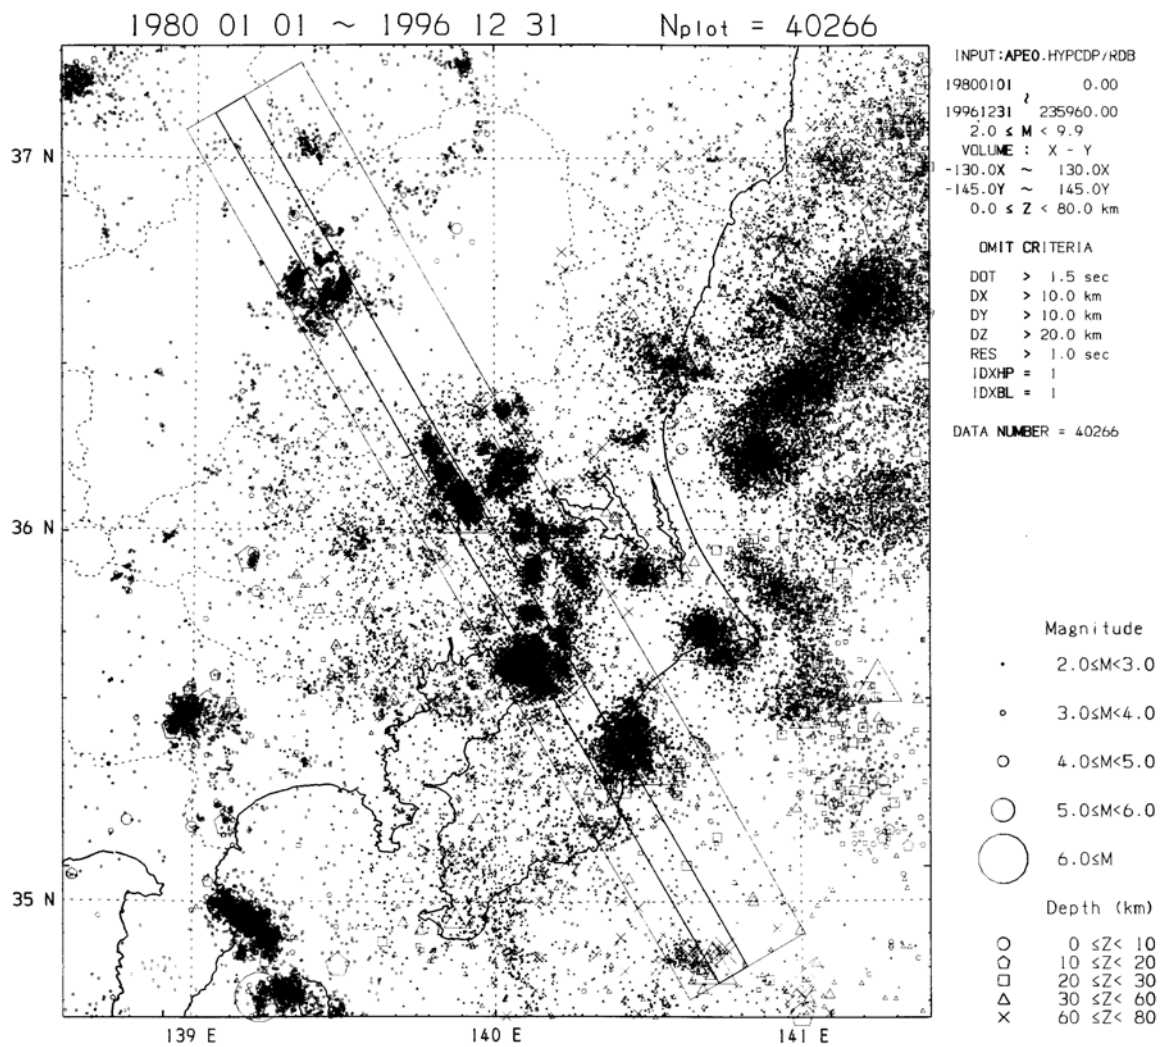 1980 01 01 ~ 1996 12 31 Nplot = 40266
INPUT:APE0.HYPCDP/RDB
19800101 0.00
~
19961231 235960.00
2.0 ≤ M < 9.9
VOLUME : X - Y
-130.0X ~ 130.0X
-145.0Y ~ 145.0Y
0.0 ≤ Z < 80.0 km
OMIT CRITERIA
DOT > 1.5 sec
DX > 10.0 km
DY > 10.0 km
DZ > 20.0 km
RES > 1.0 sec
IDXHP = 1
IDXBL = 1
DATA NUMBER = 40266
37 N
36 N
35 N
139 E
140 E
141 E
Magnitude
2.0≤M<3.0
3.0≤M<4.0
4.0≤M<5.0
5.0≤M<6.0
6.0≤M
Depth (km)
0 ≤Z< 10
10 ≤Z< 20
20 ≤Z< 30
30 ≤Z< 60
60 ≤Z< 80